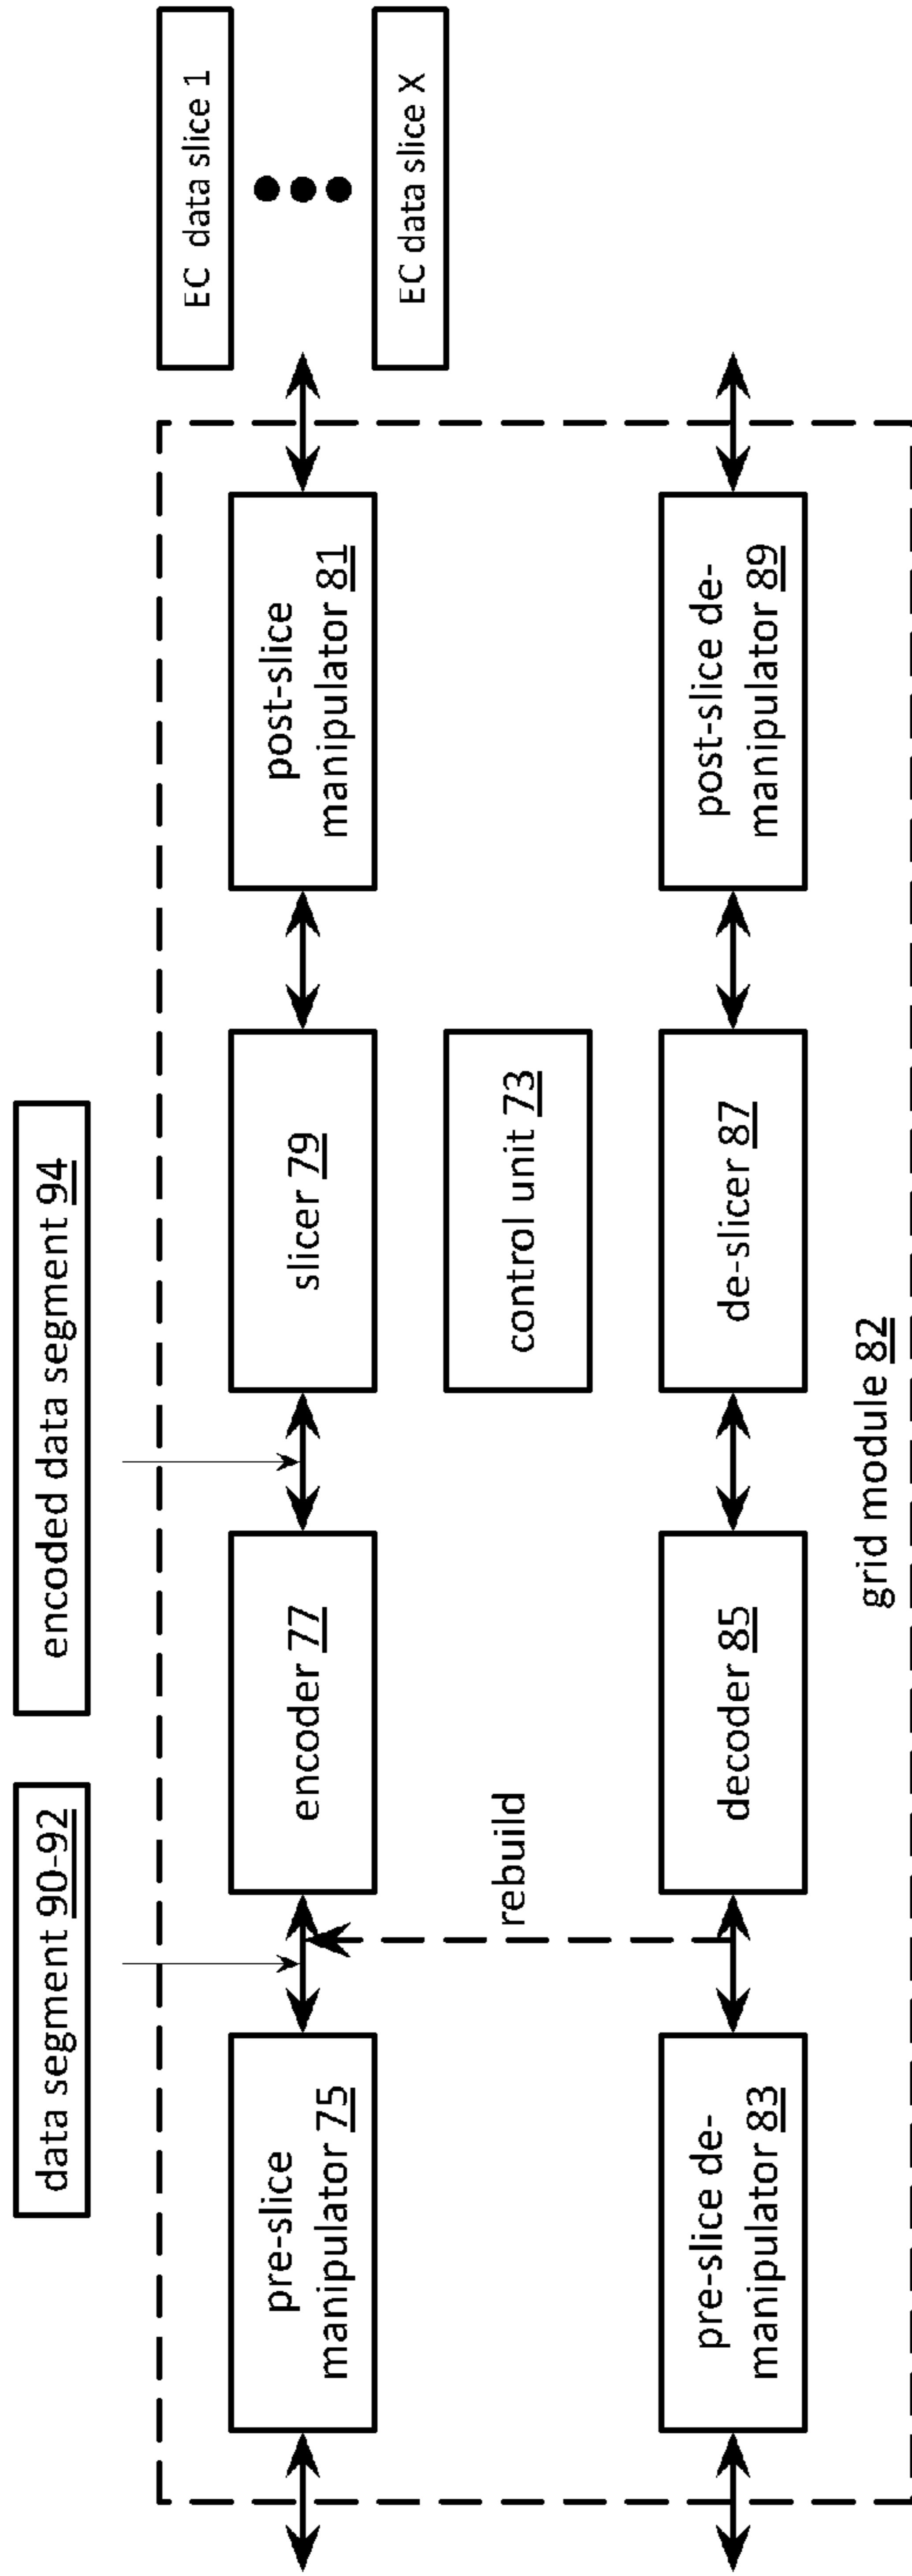 data segment 90-92
encoded data segment 94
pre-slice
manipulator 75
encoder 77
slicer 79
post-slice
manipulator 81
EC  data slice 1
EC data slice X
rebuild
control unit 73
pre-slice de-
manipulator 83
decoder 85
de-slicer 87
post-slice de-
manipulator 89
grid module 82